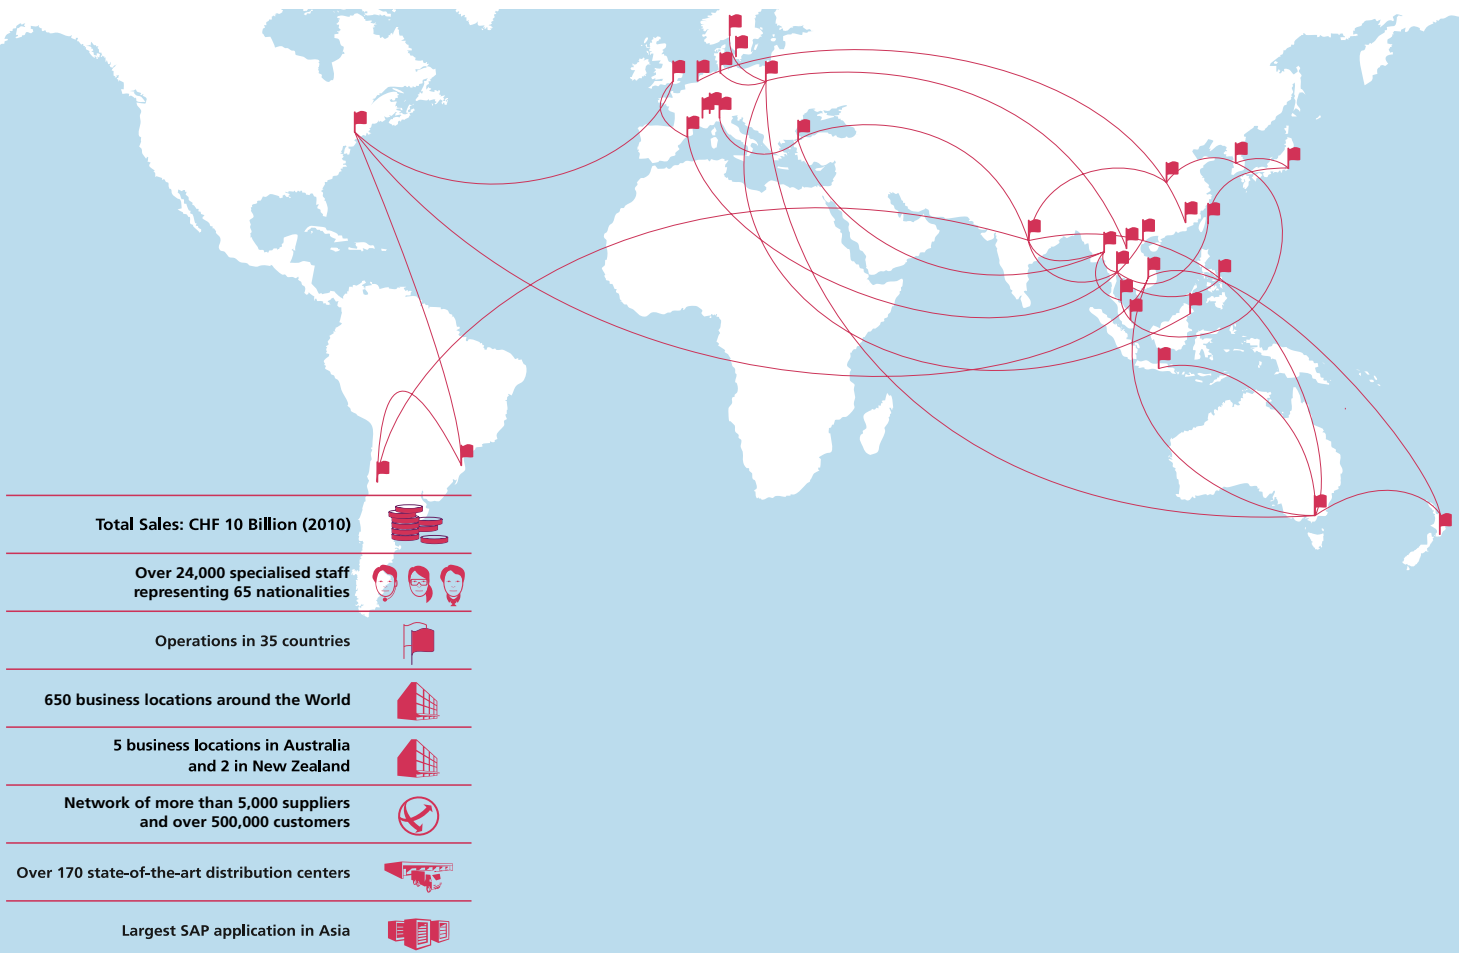 Total Sales: CHF 10 Billion (2010)
Over 24,000 specialised staff
representing 65 nationalities
Operations in 35 countries
650 business locations around the World
5 business locations in Australia
and 2 in New Zealand
Network of more than 5,000 suppliers
and over 500,000 customers
Over 170 state-of-the-art distribution centers
Largest SAP application in Asia